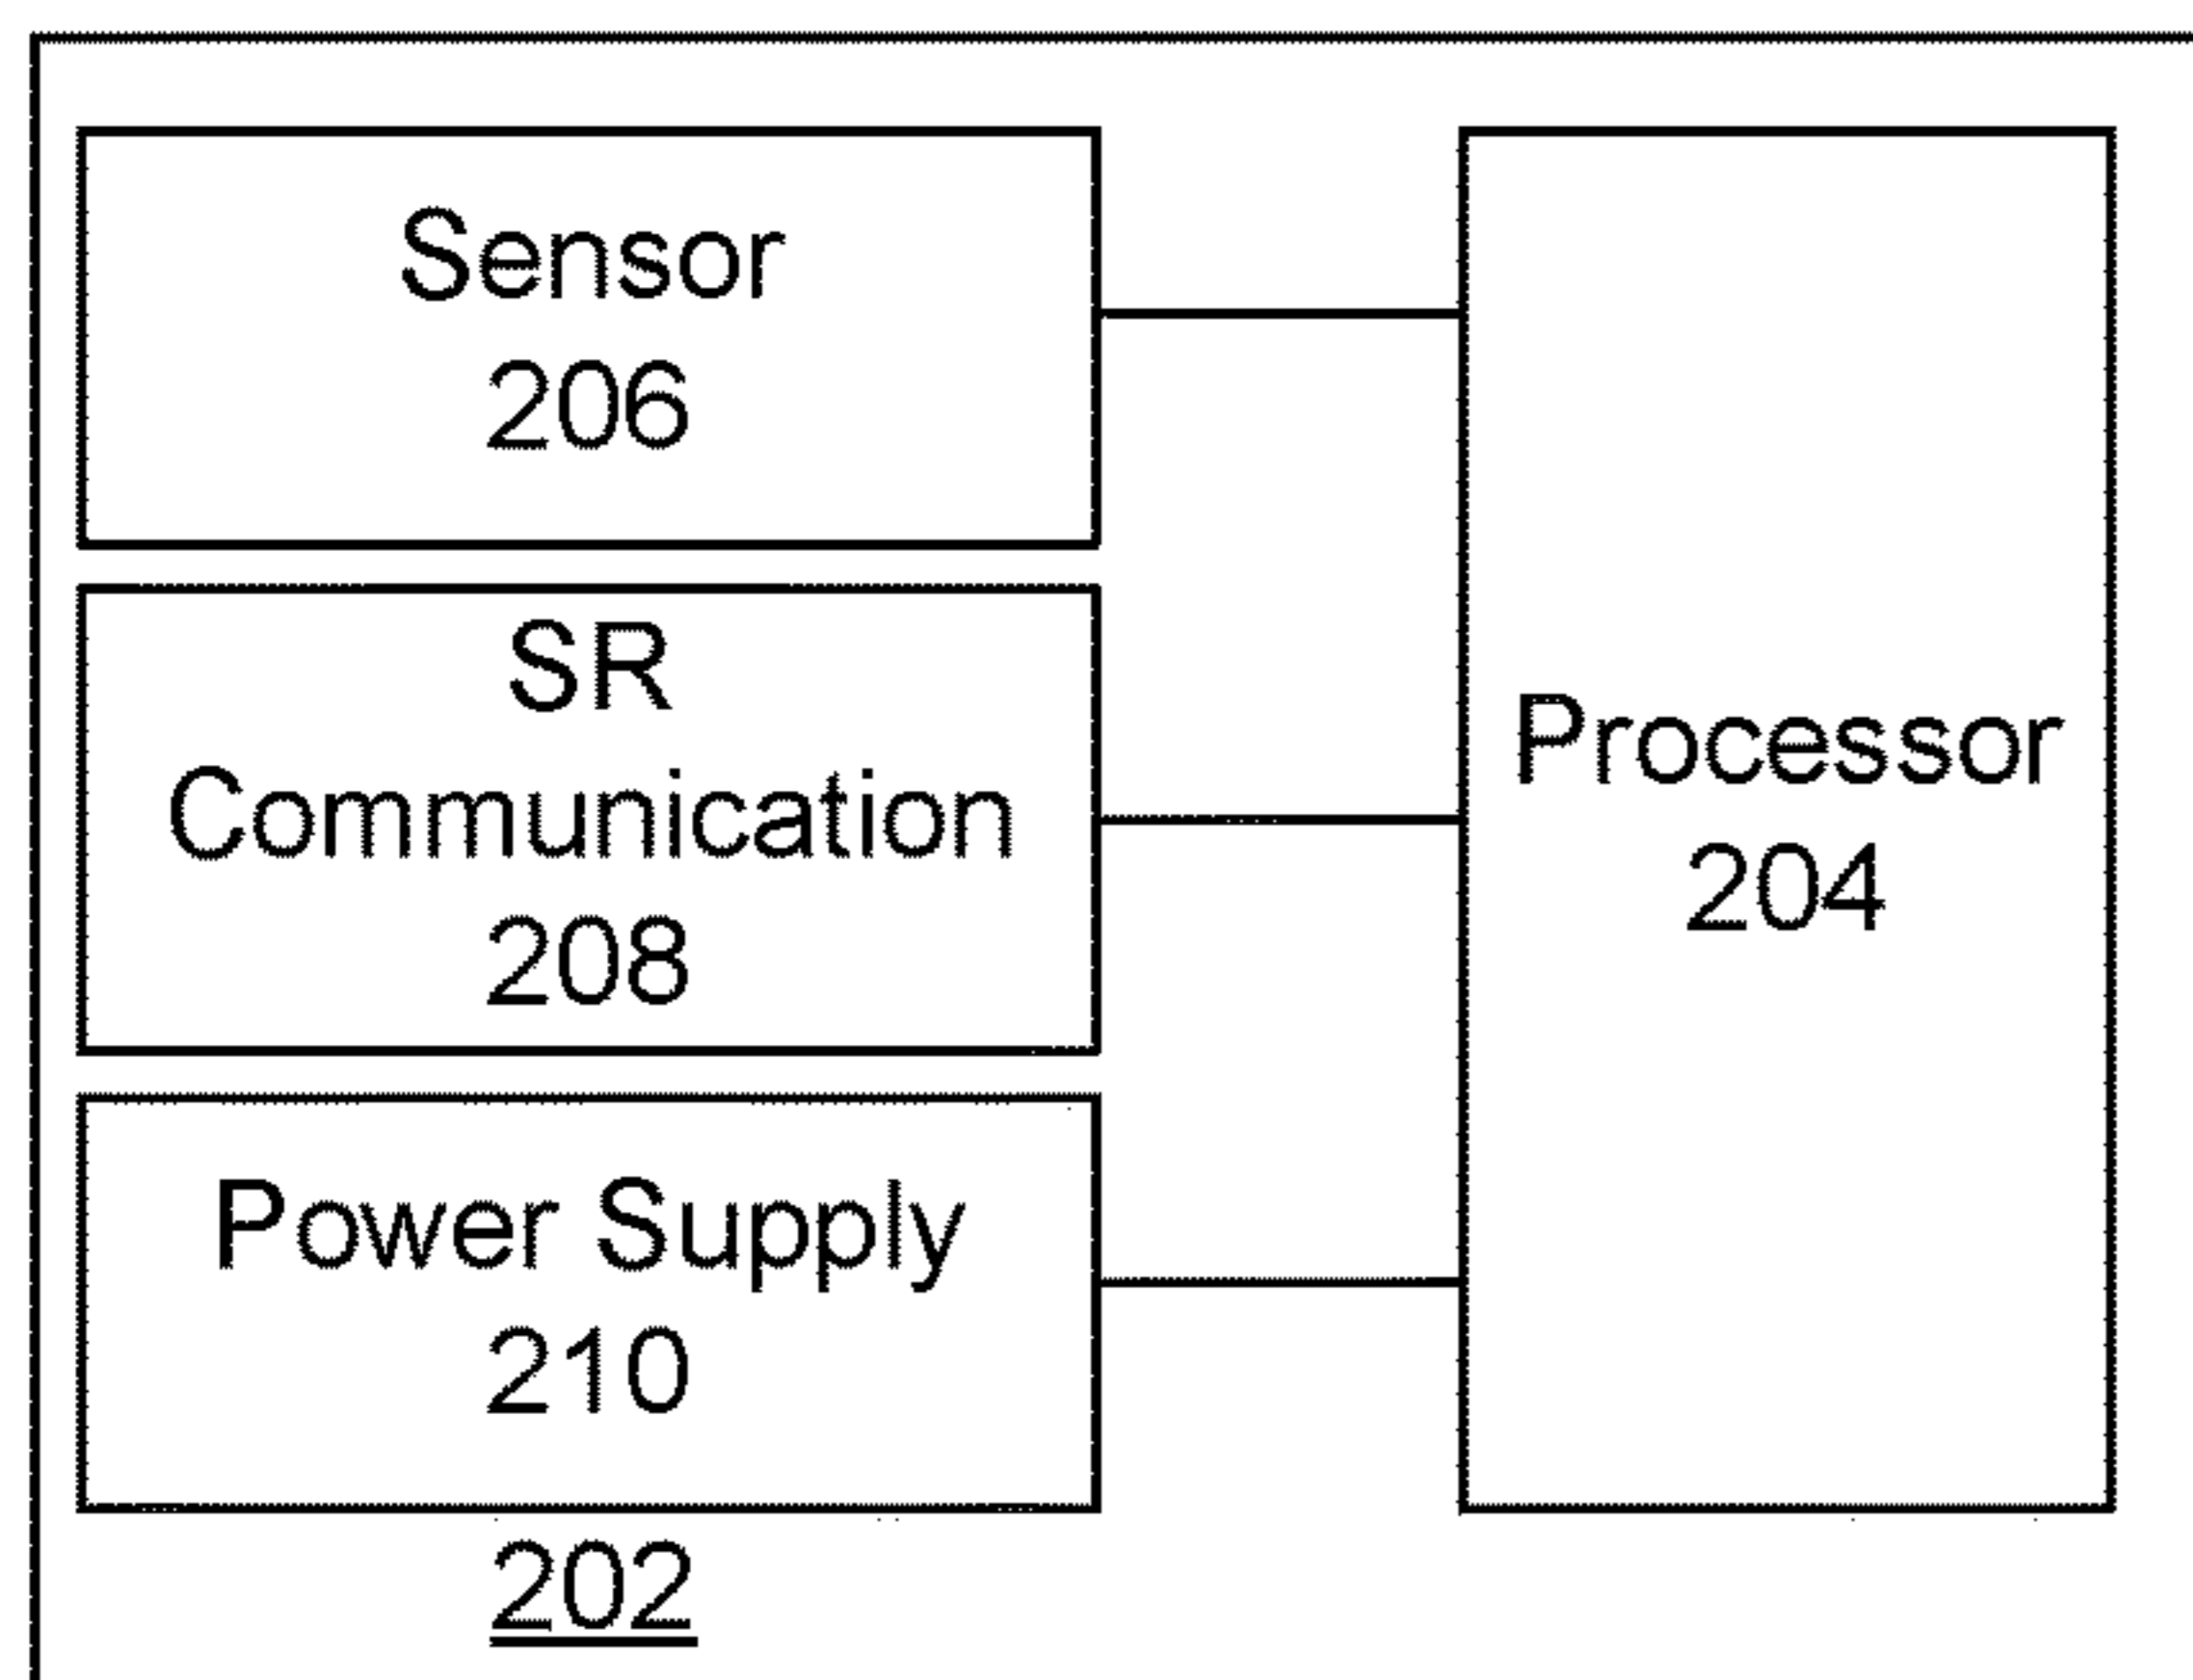 Sensor
206
SR
Communication
208
Power Supply
210
202
Processor
204